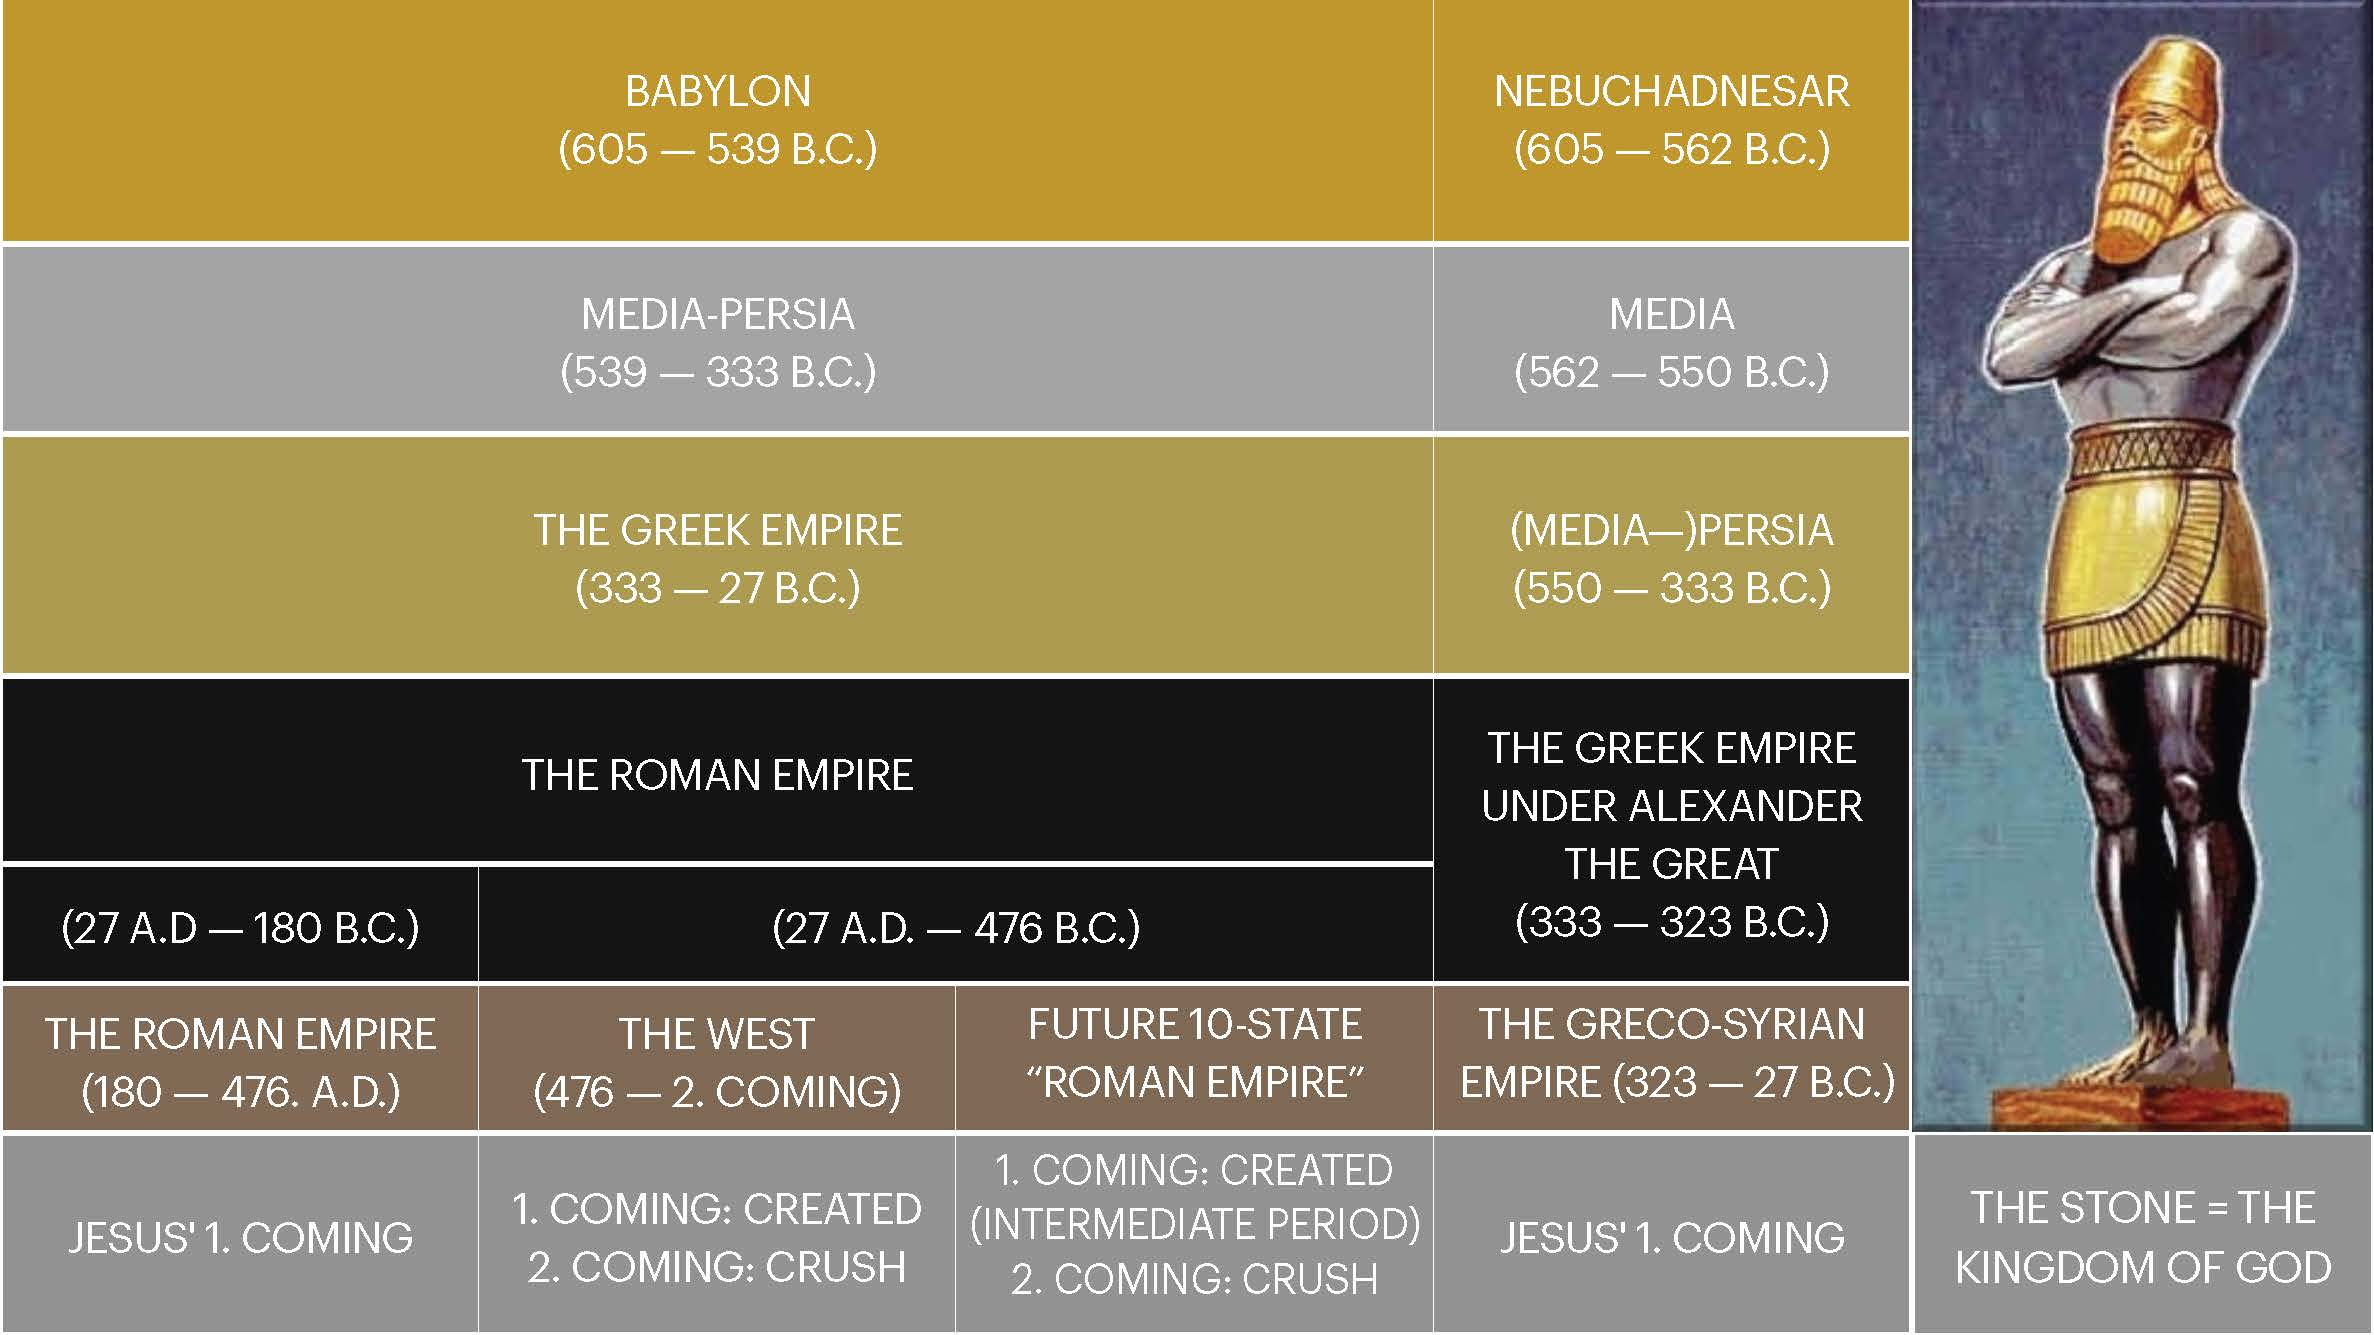 BABYLON
(605 — 539 B.C.)
NEBUCHADNESAR
(605 — 562 B.C.)
MEDIA-PERSIA
(539 — 333 B.C.)
MEDIA
(562 — 550 B.C.)
THE GREEK EMPIRE
(333 — 27 B.C.)
(MEDIA—)PERSIA
(550 — 333 B.C.)
THE ROMAN EMPIRE
THE GREEK EMPIRE
UNDER ALEXANDER
THE GREAT
(333 — 323 B.C.)
(27 A.D — 180 B.C.)
(27 A.D. — 476 B.C.)
THE ROMAN EMPIRE
(180 — 476. A.D.)
THE WEST
(476 — 2. COMING)
FUTURE 10-STATE
“ROMAN EMPIRE”
THE GRECO-SYRIAN
EMPIRE (323 — 27 B.C.)
JESUS' 1. COMING
1. COMING: CREATED
2. COMING: CRUSH
1. COMING: CREATED
(INTERMEDIATE PERIOD)
2. COMING: CRUSH
JESUS' 1. COMING
THE STONE = THE
KINGDOM OF GOD